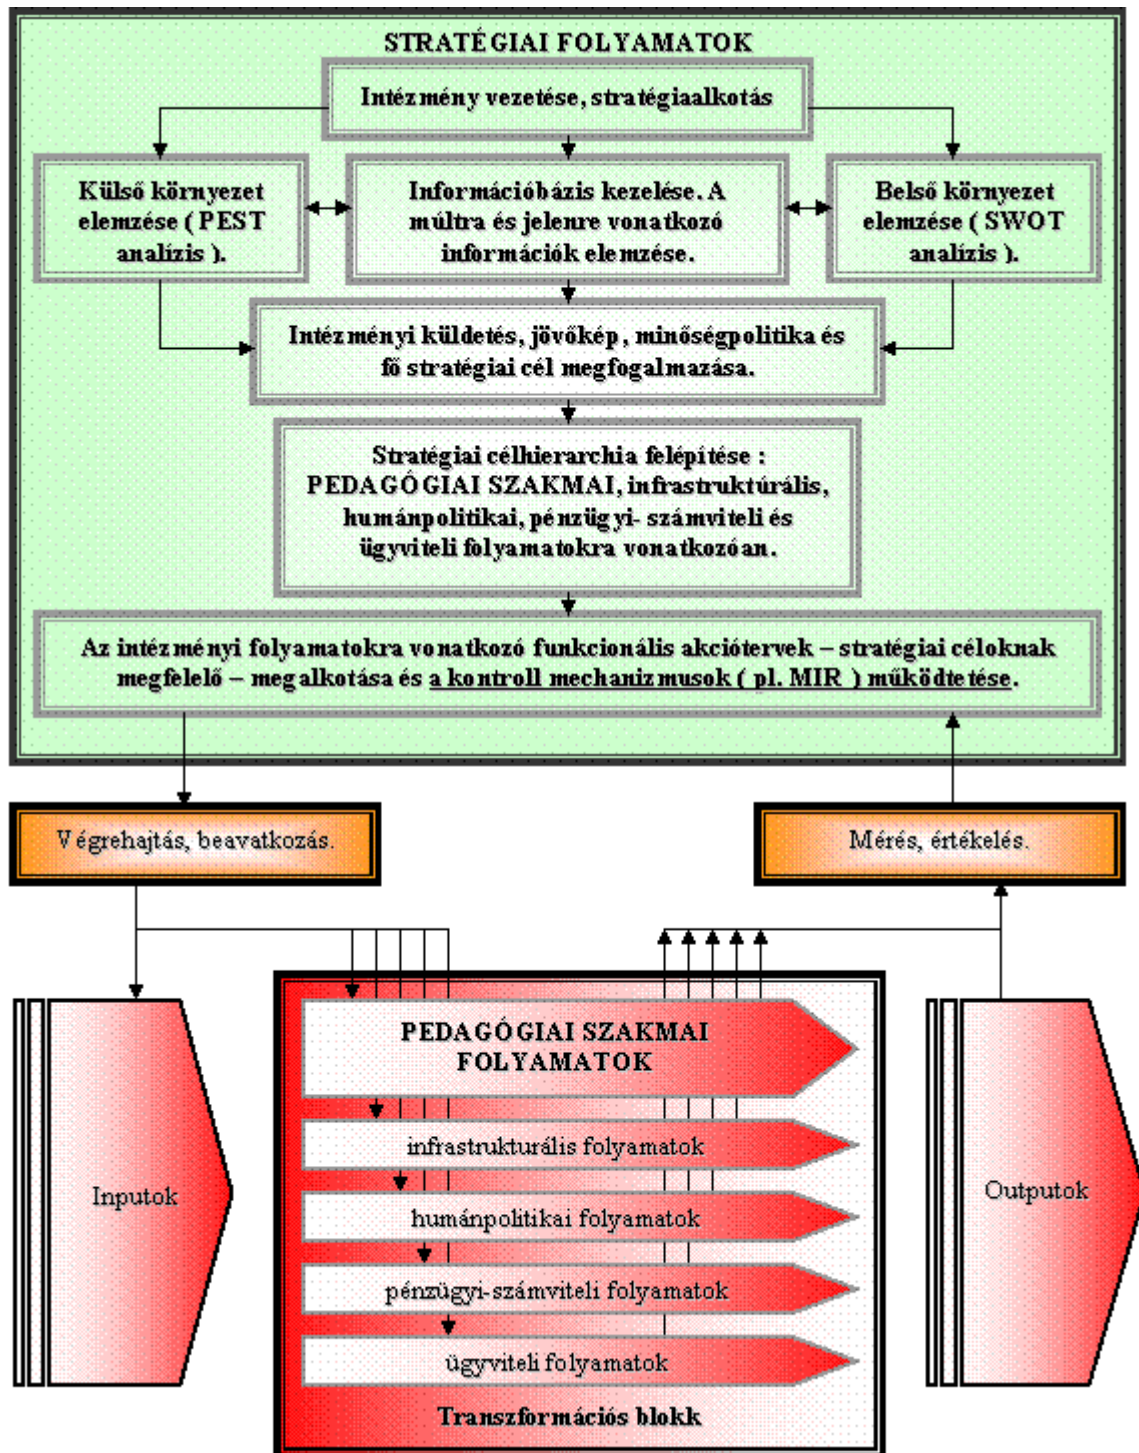 STRATÉGIAI FOLYAMATOK
Intézmény vezetése, stratégiaalkotás
Külső környezet
elemzése ( PEST
analízis ).
Információbázis kezelése. A
múltra és jelenre vonatkozó
információk elemzése.
Belső környezet
elemzése ( SWOT
analízis ).
Intézményi küldetés, jövőkép, minőségpolitika és
fő stratégiai cél megfogalmazása.
Stratégiai célhierarchia felépítése :
PEDAGÓGIAI SZAKMAI, infrastruktúrális,
humánpolitikai, pénzügyi- számviteli és
ügyviteli folyamatokra vonatkozóan.
Az intézményi folyamatokra vonatkozó funkcionális akciótervek – stratégiai céloknak
megfelelő – megalkotása és a kontroll mechanizmusok ( pl. MIR ) működtetése.
Végrehajtás, beavatkozás.
Mérés, értékelés.
PEDAGÓGIAI SZAKMAI
FOLYAMATOK
infrastrukturális folyamatok
Inputok
humánpolitikai folyamatok
Outputok
pénzügyi-számviteli folyamatok
ügyviteli folyamatok
Transzformációs blokk